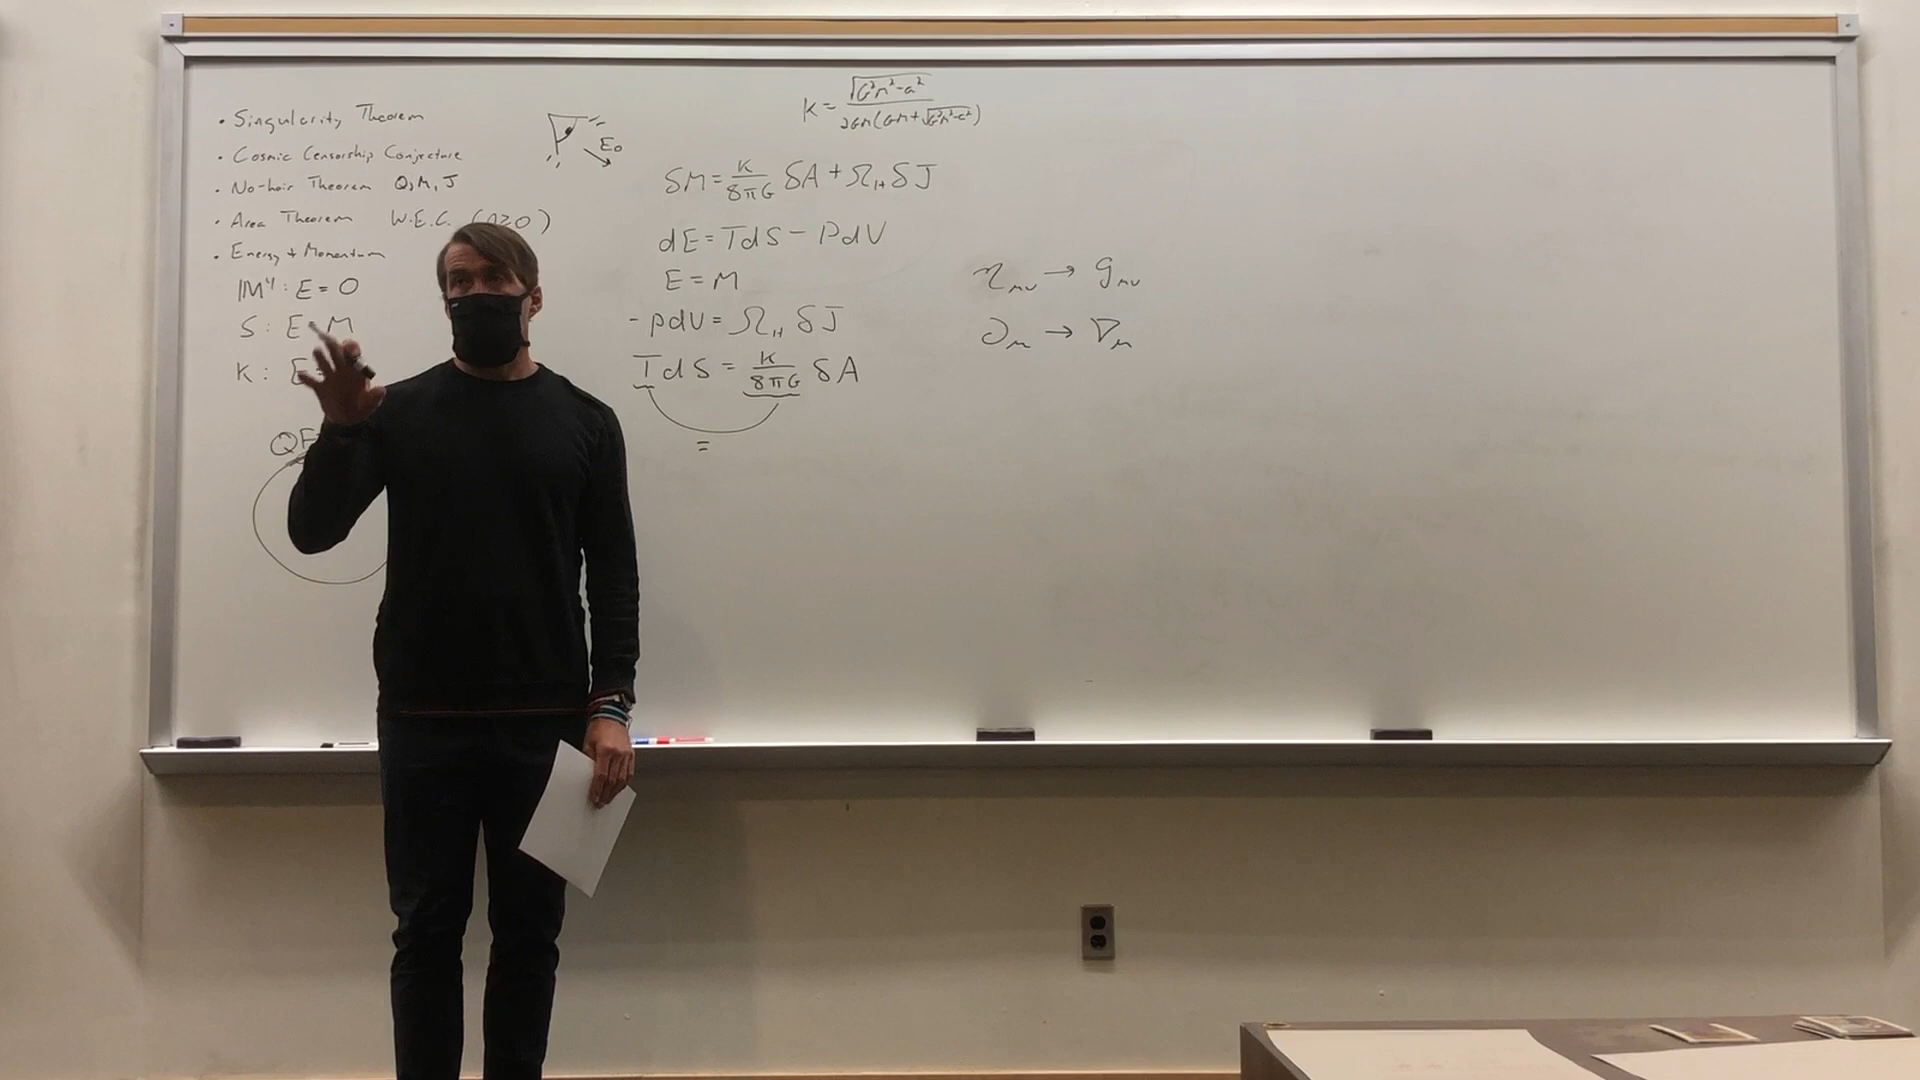 • Singularity Theorem
• Cosmic Censorship Conjecture
• No-hair Theorem Q, M, J
• Area Theorem W.E.C. (Λ≥0)
• Energy + Momentum
𝕄⁴: E = 0
S: E = M
K: E
QF
E₀
κ = √(G²M²-a²) / 2GM(GM+√(G²M²-a²))
δM = κ/8πG δA + Ω_H δJ
dE = TdS - PdV
E = M
-pdV = Ω_H δJ
TdS = κ/8πG δA
=
η_μν → g_μν
∂_μ → ∇_μ